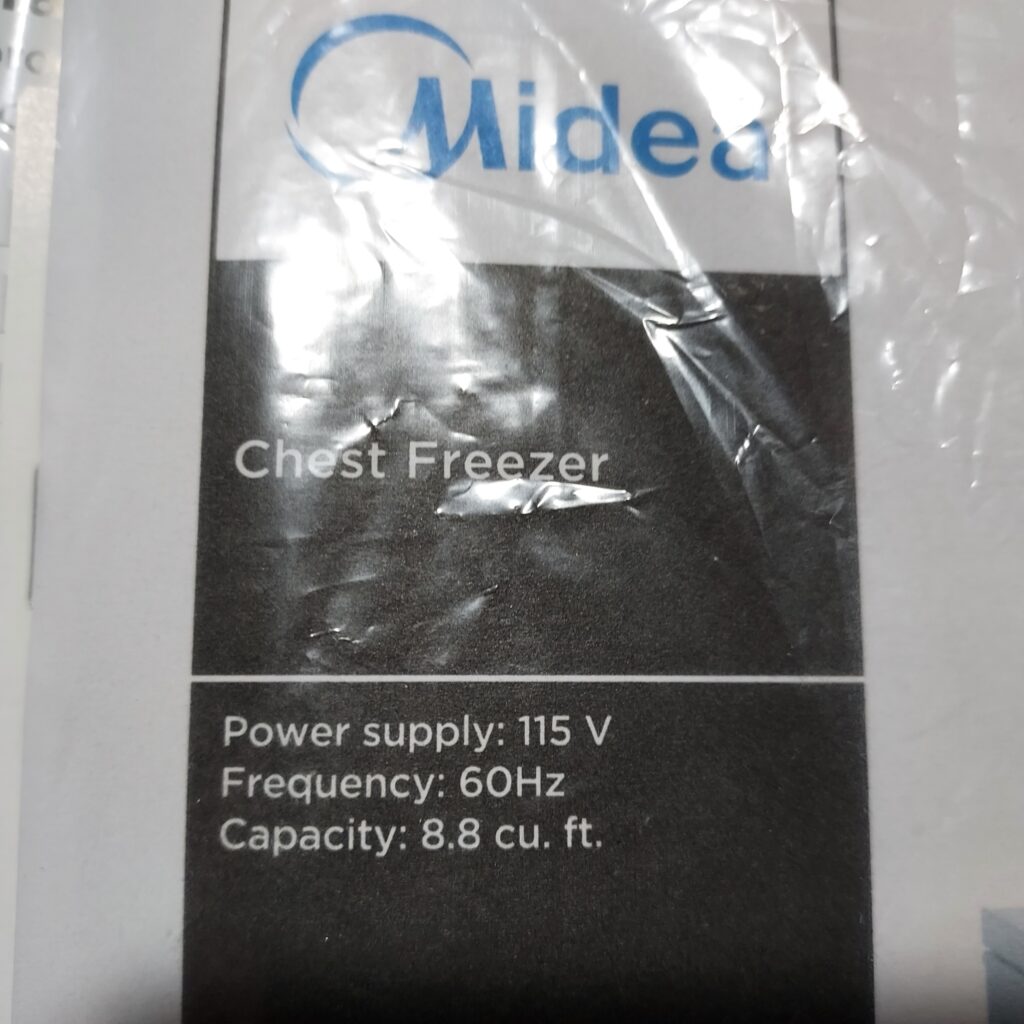 Midea
Chest Freezer
Power supply: 115 V
Frequency: 60Hz
Capacity: 8.8 cu. ft.